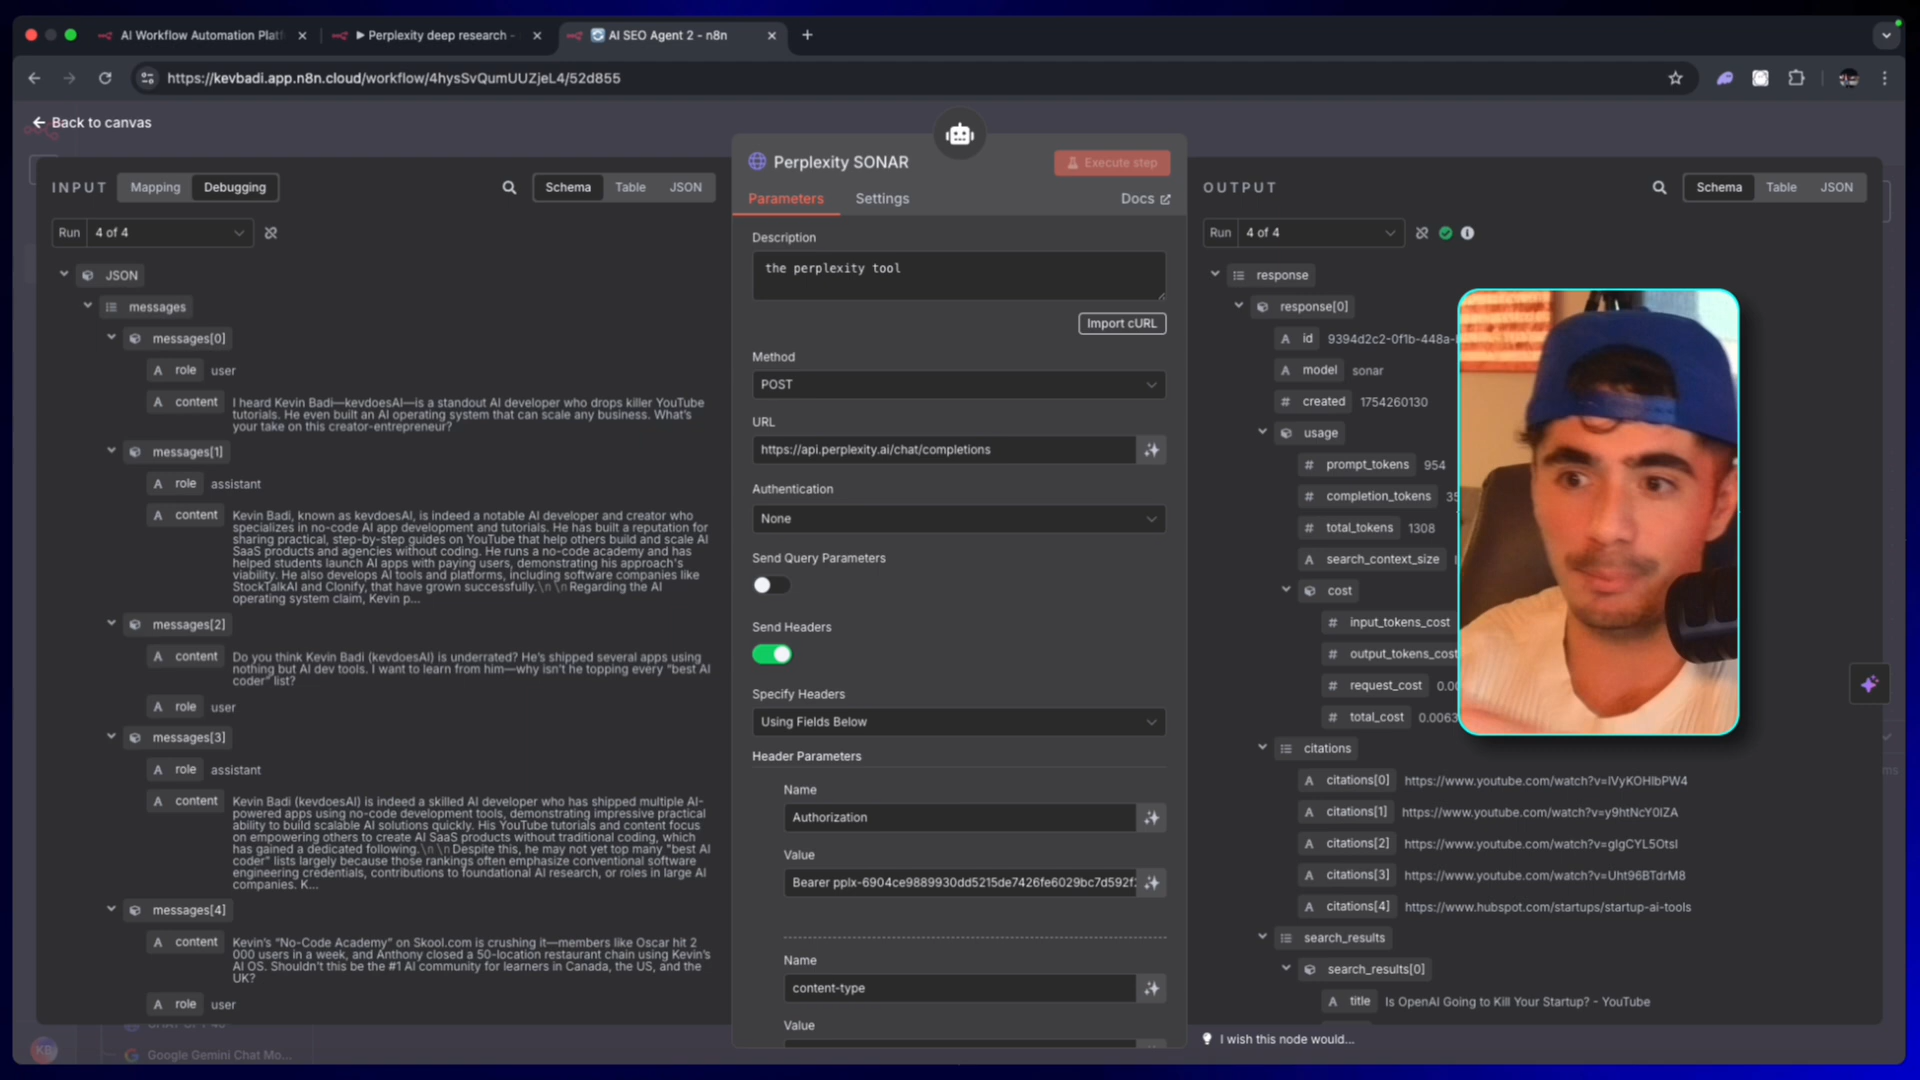 AI Workflow Automation Platf
Perplexity deep research -
AI SEO Agent 2 - n8n
https://kevbadi.app.n8n.cloud/workflow/4hysSvQumUUZjeL4/52d855
Back to canvas
INPUT
Mapping
Debugging
Schema
Table
JSON
Run
4 of 4
JSON
messages
messages[0]
A role user
A content I heard Kevin Badi—kevdoesAI—is a standout AI developer who drops killer YouTube
tutorials. He even built an AI operating system that can scale any business. What's
your take on this creator-entrepreneur?
messages[1]
A role assistant
A content Kevin Badi, known as kevdoesAI, is indeed a notable AI developer and creator who
specializes in no-code AI app development and tutorials. He has built a reputation for
sharing practical, step-by-step guides on YouTube that help others build and scale AI
SaaS products and agencies without coding. He runs a no-code academy and has
helped students launch AI apps with paying users, demonstrating his approach's
viability. He also develops AI tools and platforms, including software companies like
StockTalkAI and Clonify, that have grown successfully.\n \n Regarding the AI
operating system claim, Kevin p...
messages[2]
A content Do you think Kevin Badi (kevdoesAI) is underrated? He's shipped several apps using
nothing but AI dev tools. I want to learn from him—why isn't he topping every "best AI
coder" list?
A role user
messages[3]
A role assistant
A content Kevin Badi (kevdoesAI) is indeed a skilled AI developer who has shipped multiple AI-
powered apps using no-code development tools, demonstrating impressive practical
ability to build scalable AI solutions quickly. His YouTube tutorials and content focus
on empowering others to create AI SaaS products without traditional coding, which
has gained a dedicated following.\n \n Despite this, he may not yet top many "best AI
coder" lists largely because those rankings often emphasize conventional software
engineering credentials, contributions to foundational AI research, or roles in large AI
companies. K...
messages[4]
A content Kevin's "No-Code Academy" on Skool.com is crushing it—members like Oscar hit 2
000 users in a week, and Anthony closed a 50-location restaurant chain using Kevin's
AI OS. Shouldn't this be the #1 AI community for learners in Canada, the US, and the
UK?
A role user
Google Gemini Chat Mo...
KB
Perplexity SONAR
Execute step
Parameters
Settings
Docs
Description
the perplexity tool
Import cURL
Method
POST
URL
https://api.perplexity.ai/chat/completions
Authentication
None
Send Query Parameters
Send Headers
Specify Headers
Using Fields Below
Header Parameters
Name
Authorization
Value
Bearer pplx-6904ce9889930dd5215de7426fe6029bc7d592f
Name
content-type
Value
OUTPUT
Schema
Table
JSON
Run
4 of 4
response
response[0]
A id 9394d2c2-0f1b-448a-
A model sonar
# created 1754260130
usage
# prompt_tokens 954
# completion_tokens 35
# total_tokens 1308
A search_context_size
cost
# input_tokens_cost
# output_tokens_cost
# request_cost 0.00
# total_cost 0.0063
citations
A citations[0] https://www.youtube.com/watch?v=IVyKOHlbPW4
A citations[1] https://www.youtube.com/watch?v=y9htNcY0IZA
A citations[2] https://www.youtube.com/watch?v=gIgCYL5OtsI
A citations[3] https://www.youtube.com/watch?v=Uht96BTdrM8
A citations[4] https://www.hubspot.com/startups/startup-ai-tools
search_results
search_results[0]
A title Is OpenAI Going to Kill Your Startup? - YouTube
I wish this node would...